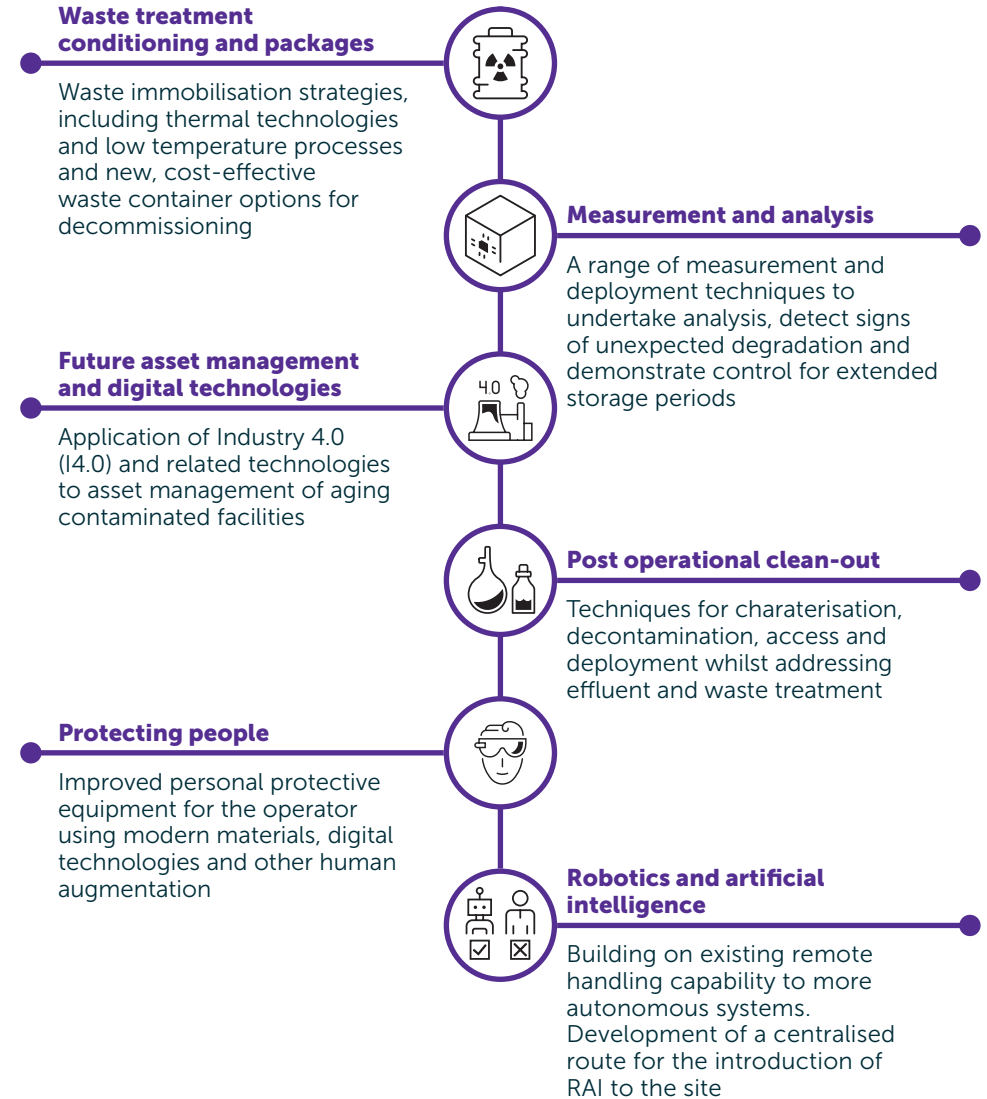 Waste treatment
conditioning and packages
Waste immobilisation strategies,
including thermal technologies
and low temperature processes
and new, cost-effective
waste container options for
decommissioning
Measurement and analysis
A range of measurement and
deployment techniques to
undertake analysis, detect signs
of unexpected degradation and
demonstrate control for extended
storage periods
Future asset management
and digital technologies
4.0
Application of Industry 4.0
(I4.0) and related technologies
to asset management of aging
contaminated facilities
Post operational clean-out
Techniques for charaterisation,
decontamination, access and
deployment whilst addressing
effluent and waste treatment
Protecting people
Improved personal protective
equipment for the operator
using modern materials, digital
technologies and other human
augmentation
Robotics and artificial
intelligence
Building on existing remote
handling capability to more
autonomous systems.
Development of a centralised
route for the introduction of
RAI to the site